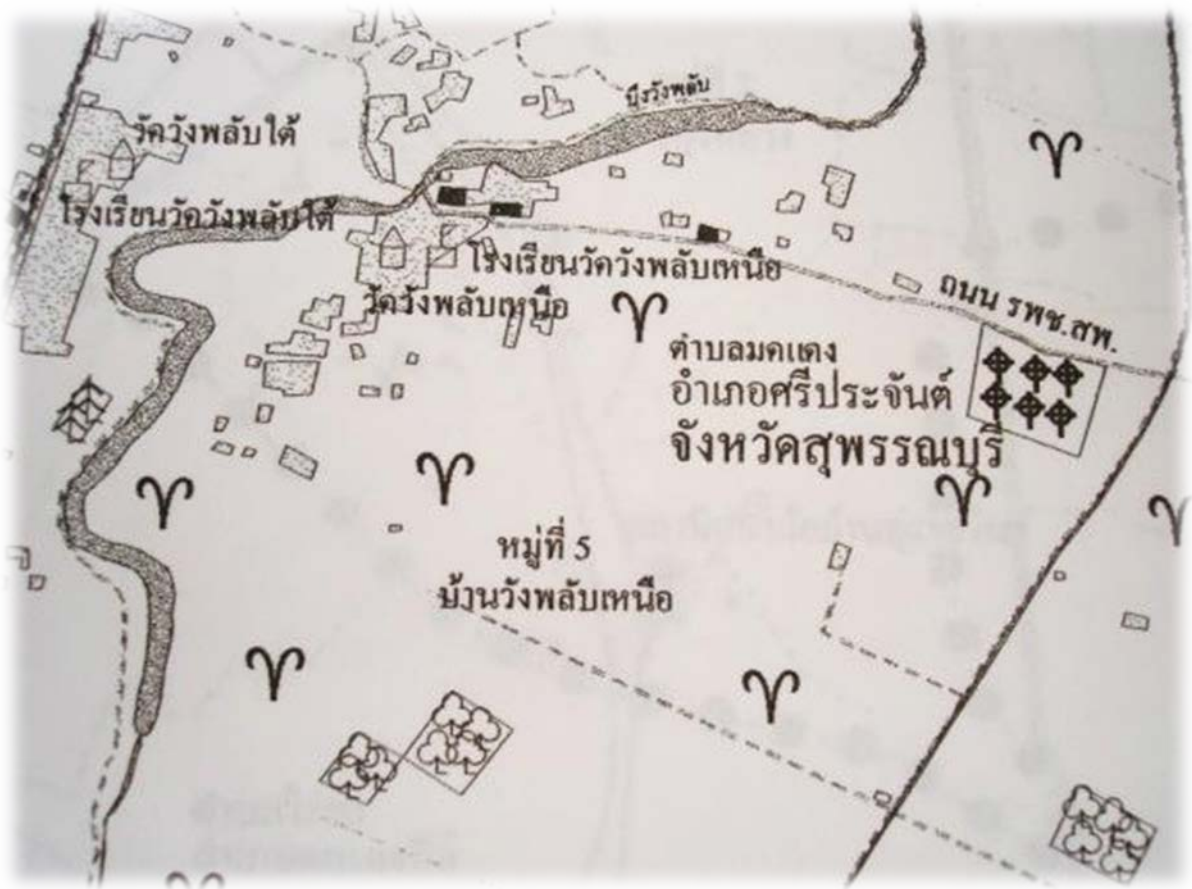 บึงวังพลับ
วัดวังพลับใต้
โรงเรียนวัดวังพลับใต้
โรงเรียนวัดวังพลับเหนือ
วัดวังพลับเหนือ
ถนน รพช.สพ.
ตำบลมดแดง
อำเภอศรีประจันต์
จังหวัดสุพรรณบุรี
หมู่ที่ 5
บ้านวังพลับเหนือ